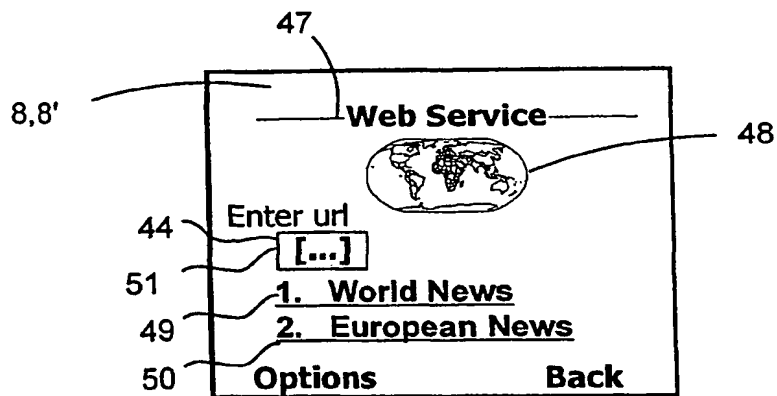 47
8,8'
Web Service
48
Enter url
44
[...]
51
1. World News
49
2. European News
50
Options Back